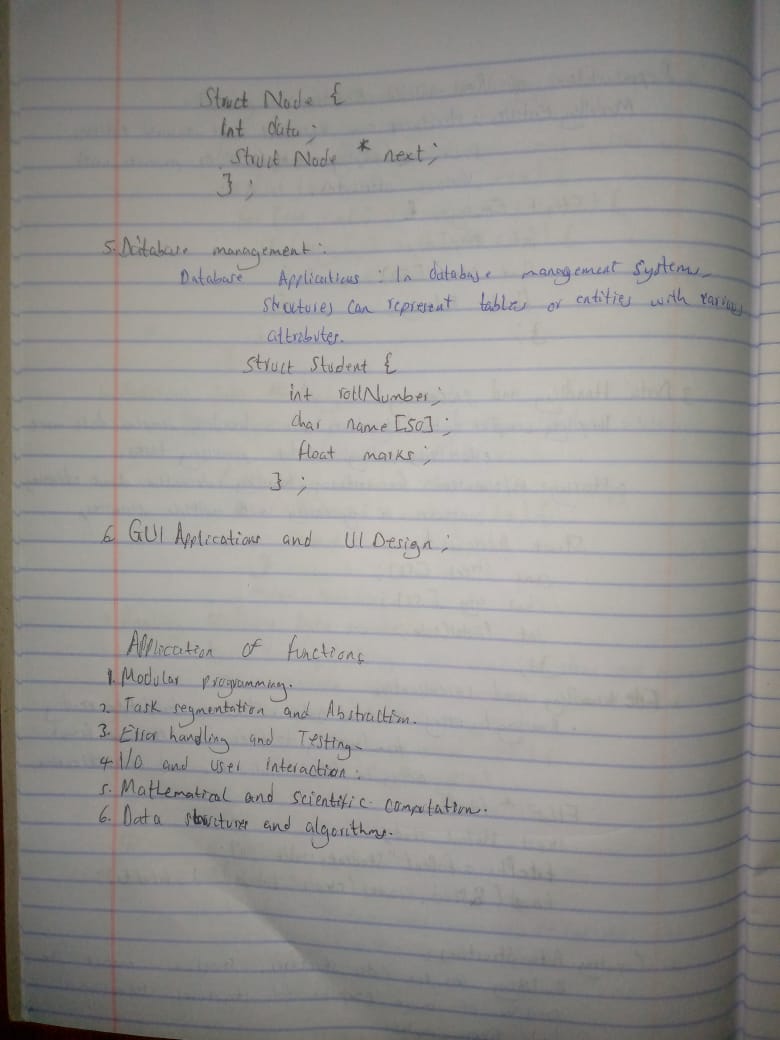 Struct Node {
Int data ;
Struct Node * next ;
} ;
5. Database management :
Database Applications : In database management systems
structures can represent tables or entities with various
attributes.
Struct Student {
int rollNumber ;
char name [50] ;
float marks ;
} ;
6. GUI Applications and UI Design ;
Application of functions
1. Modular programming.
2. Task segmentation and Abstraction.
3. Error handling and Testing
4. I/O and user interaction .
5. Mathematical and scientific computation.
6. Data structures and algorithms.